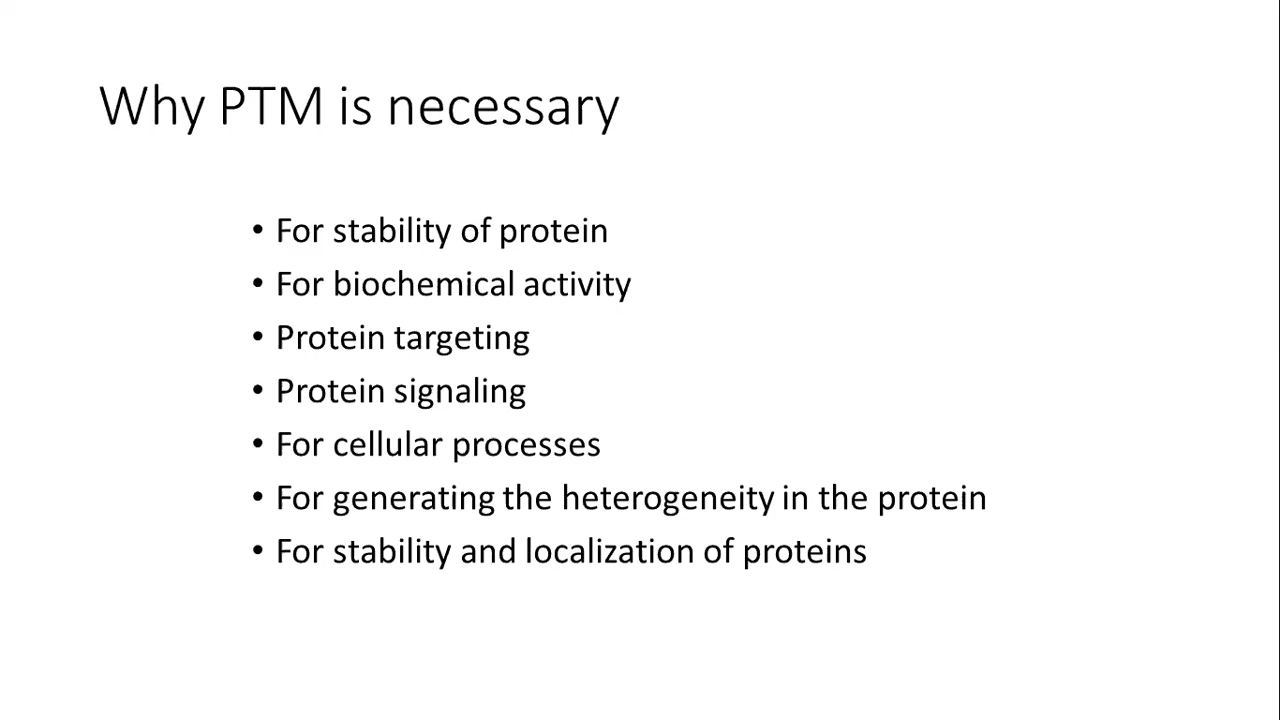 Why PTM is necessary
• For stability of protein
• For biochemical activity
• Protein targeting
• Protein signaling
• For cellular processes
• For generating the heterogeneity in the protein
• For stability and localization of proteins